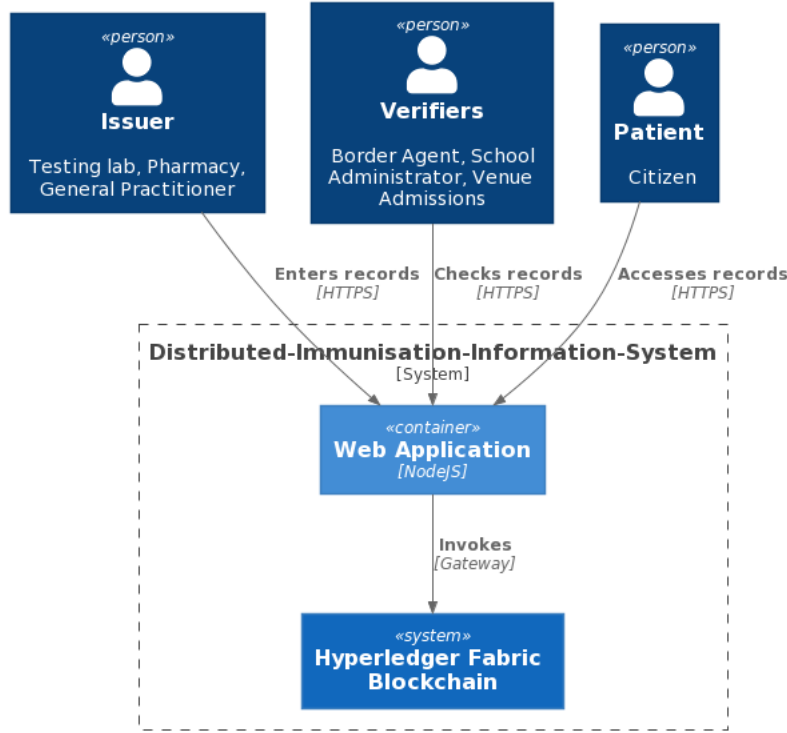 «person»
Issuer
Testing lab, Pharmacy,
General Practitioner
«person»
Verifiers
Border Agent, School
Administrator, Venue
Admissions
«person»
Patient
Citizen
Enters records
[HTTPS]
Checks records
[HTTPS]
Accesses records
[HTTPS]
Distributed-Immunisation-Information-System
[System]
«container»
Web Application
[NodeJS]
Invokes
[Gateway]
«system»
Hyperledger Fabric
Blockchain